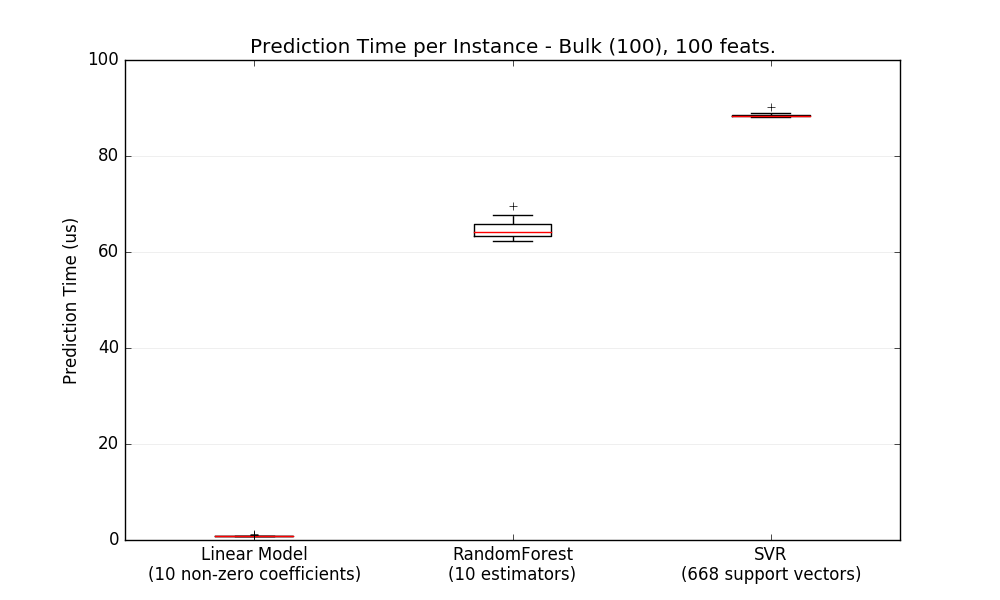 Prediction Time per Instance - Bulk (100), 100 feats.
100
80
60
40
20
0
Prediction Time (us)
Linear Model
(10 non-zero coefficients)
RandomForest
(10 estimators)
SVR
(668 support vectors)